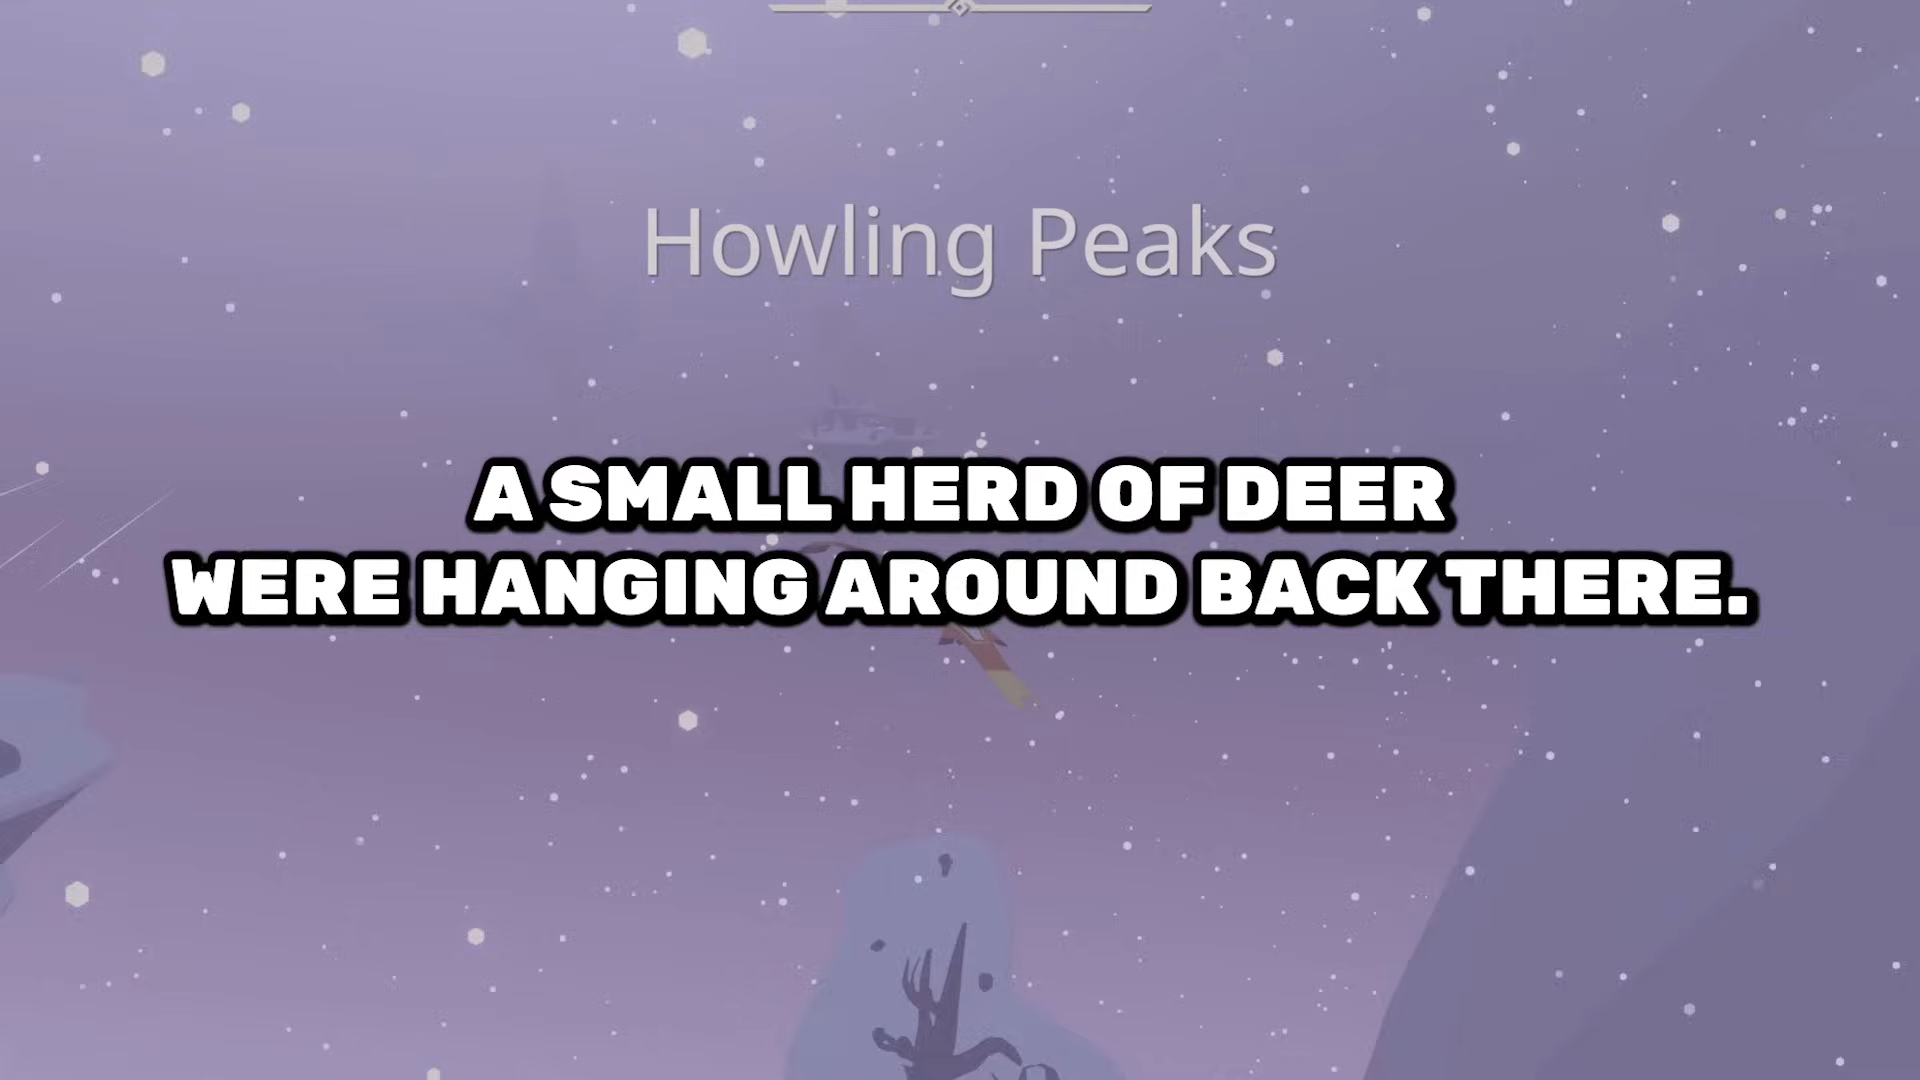 Howling Peaks
A SMALL HERD OF DEER
WERE HANGING AROUND BACK THERE.